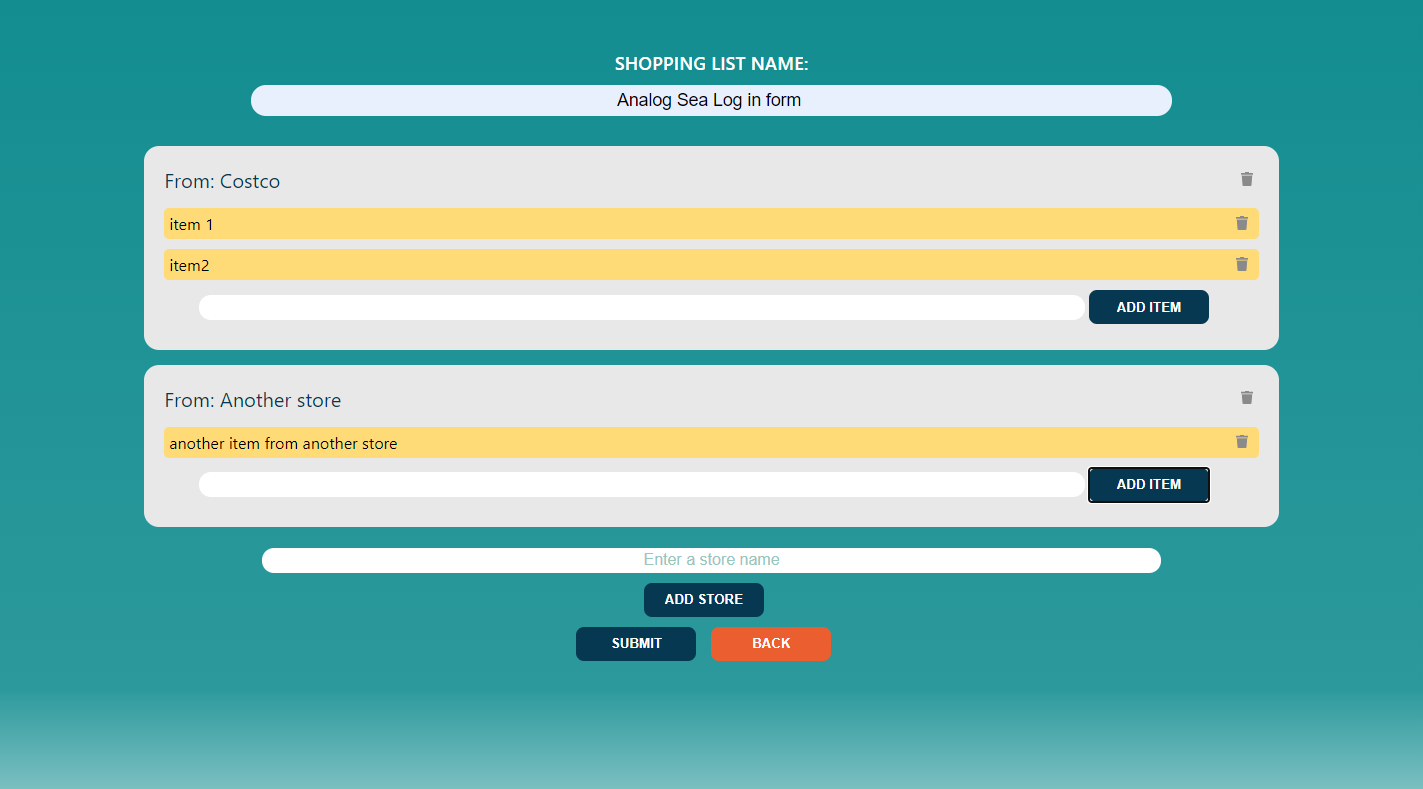 SHOPPING LIST NAME:
Analog Sea Log in form
From: Costco
item 1
item2
ADD ITEM
From: Another store
another item from another store
ADD ITEM
Enter a store name
ADD STORE
SUBMIT BACK